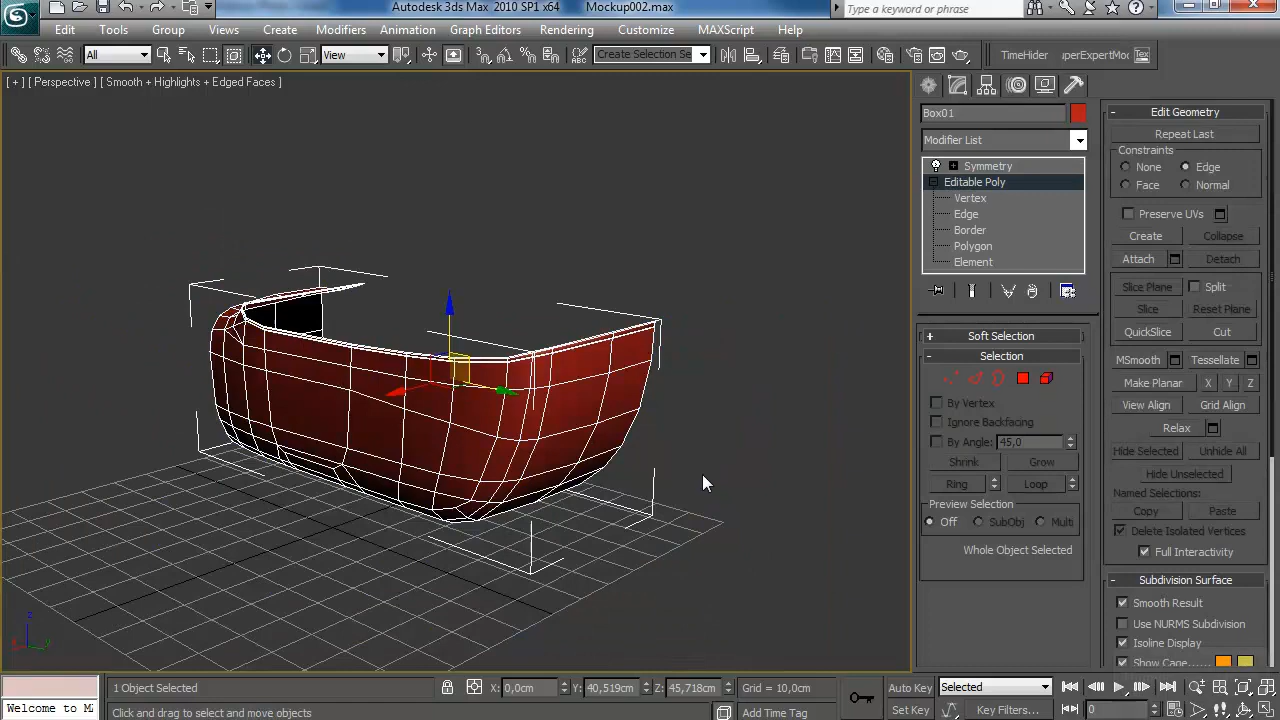 Autodesk 3ds Max 2010 SP1 x64 Mockup002.max
Type a keyword or phrase
Edit Tools Group Views Create Modifiers Animation Graph Editors Rendering Customize MAXScript Help
All View Create Selection Se TimeHider perExpertMod Tex
[ + ] [ Perspective ] [ Smooth + Highlights + Edged Faces ]
Box01
Modifier List
Symmetry
Editable Poly
Vertex
Edge
Border
Polygon
Element
Soft Selection
Selection
By Vertex
Ignore Backfacing
By Angle: 45,0
Shrink Grow
Ring Loop
Preview Selection
Off SubObj Multi
Whole Object Selected
Edit Geometry
Repeat Last
Constraints
None Edge
Face Normal
Preserve UVs
Create Collapse
Attach Detach
Slice Plane Split
Slice Reset Plane
QuickSlice Cut
MSmooth Tessellate
Make Planar X Y Z
View Align Grid Align
Relax
Hide Selected Unhide All
Hide Unselected
Named Selections:
Copy Paste
Delete Isolated Vertices
Full Interactivity
Subdivision Surface
Smooth Result
Use NURMS Subdivision
Isoline Display
Show Cage......
z
y
1 Object Selected X: 0,0cm Y: 40,519cm Z: 45,718cm Grid = 10,0cm Auto Key Selected
Welcome to M Click and drag to select and move objects Add Time Tag Set Key Key Filters... 0